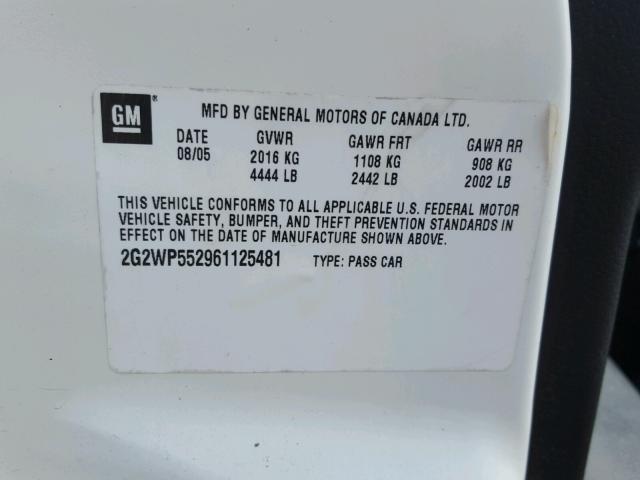 GM ® MFD BY GENERAL MOTORS OF CANADA LTD.
DATE GVWR GAWR FRT GAWR RR
08/05 2016 KG 1108 KG 908 KG
4444 LB 2442 LB 2002 LB
THIS VEHICLE CONFORMS TO ALL APPLICABLE U.S. FEDERAL MOTOR
VEHICLE SAFETY, BUMPER, AND THEFT PREVENTION STANDARDS IN
EFFECT ON THE DATE OF MANUFACTURE SHOWN ABOVE.
2G2WP552961125481 TYPE: PASS CAR